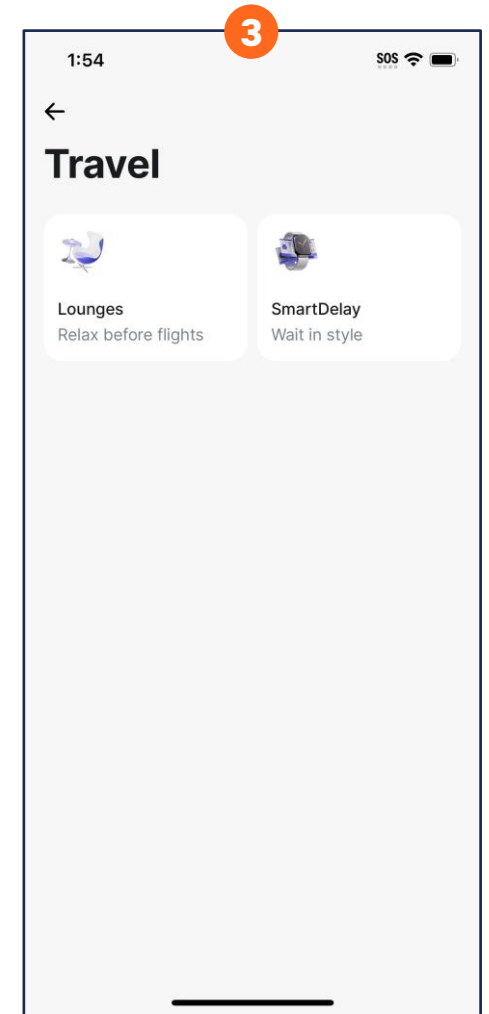 3
1:54 SOS
Travel
Lounges
Relax before flights
SmartDelay
Wait in style